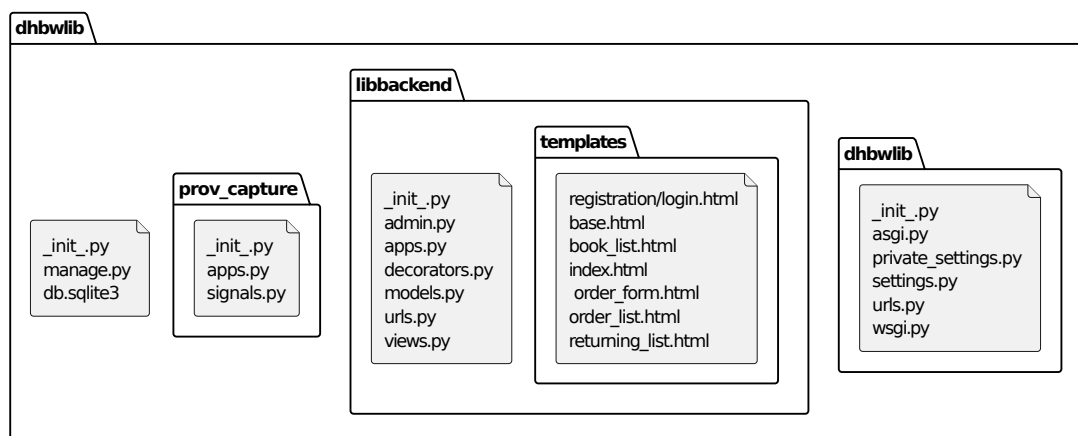 dhbwlib
_init_.py
manage.py
db.sqlite3
prov_capture
_init_.py
apps.py
signals.py
libbackend
_init_.py
admin.py
apps.py
decorators.py
models.py
urls.py
views.py
templates
registration/login.html
base.html
book_list.html
index.html
order_form.html
order_list.html
returning_list.html
dhbwlib
_init_.py
asgi.py
private_settings.py
settings.py
urls.py
wsgi.py